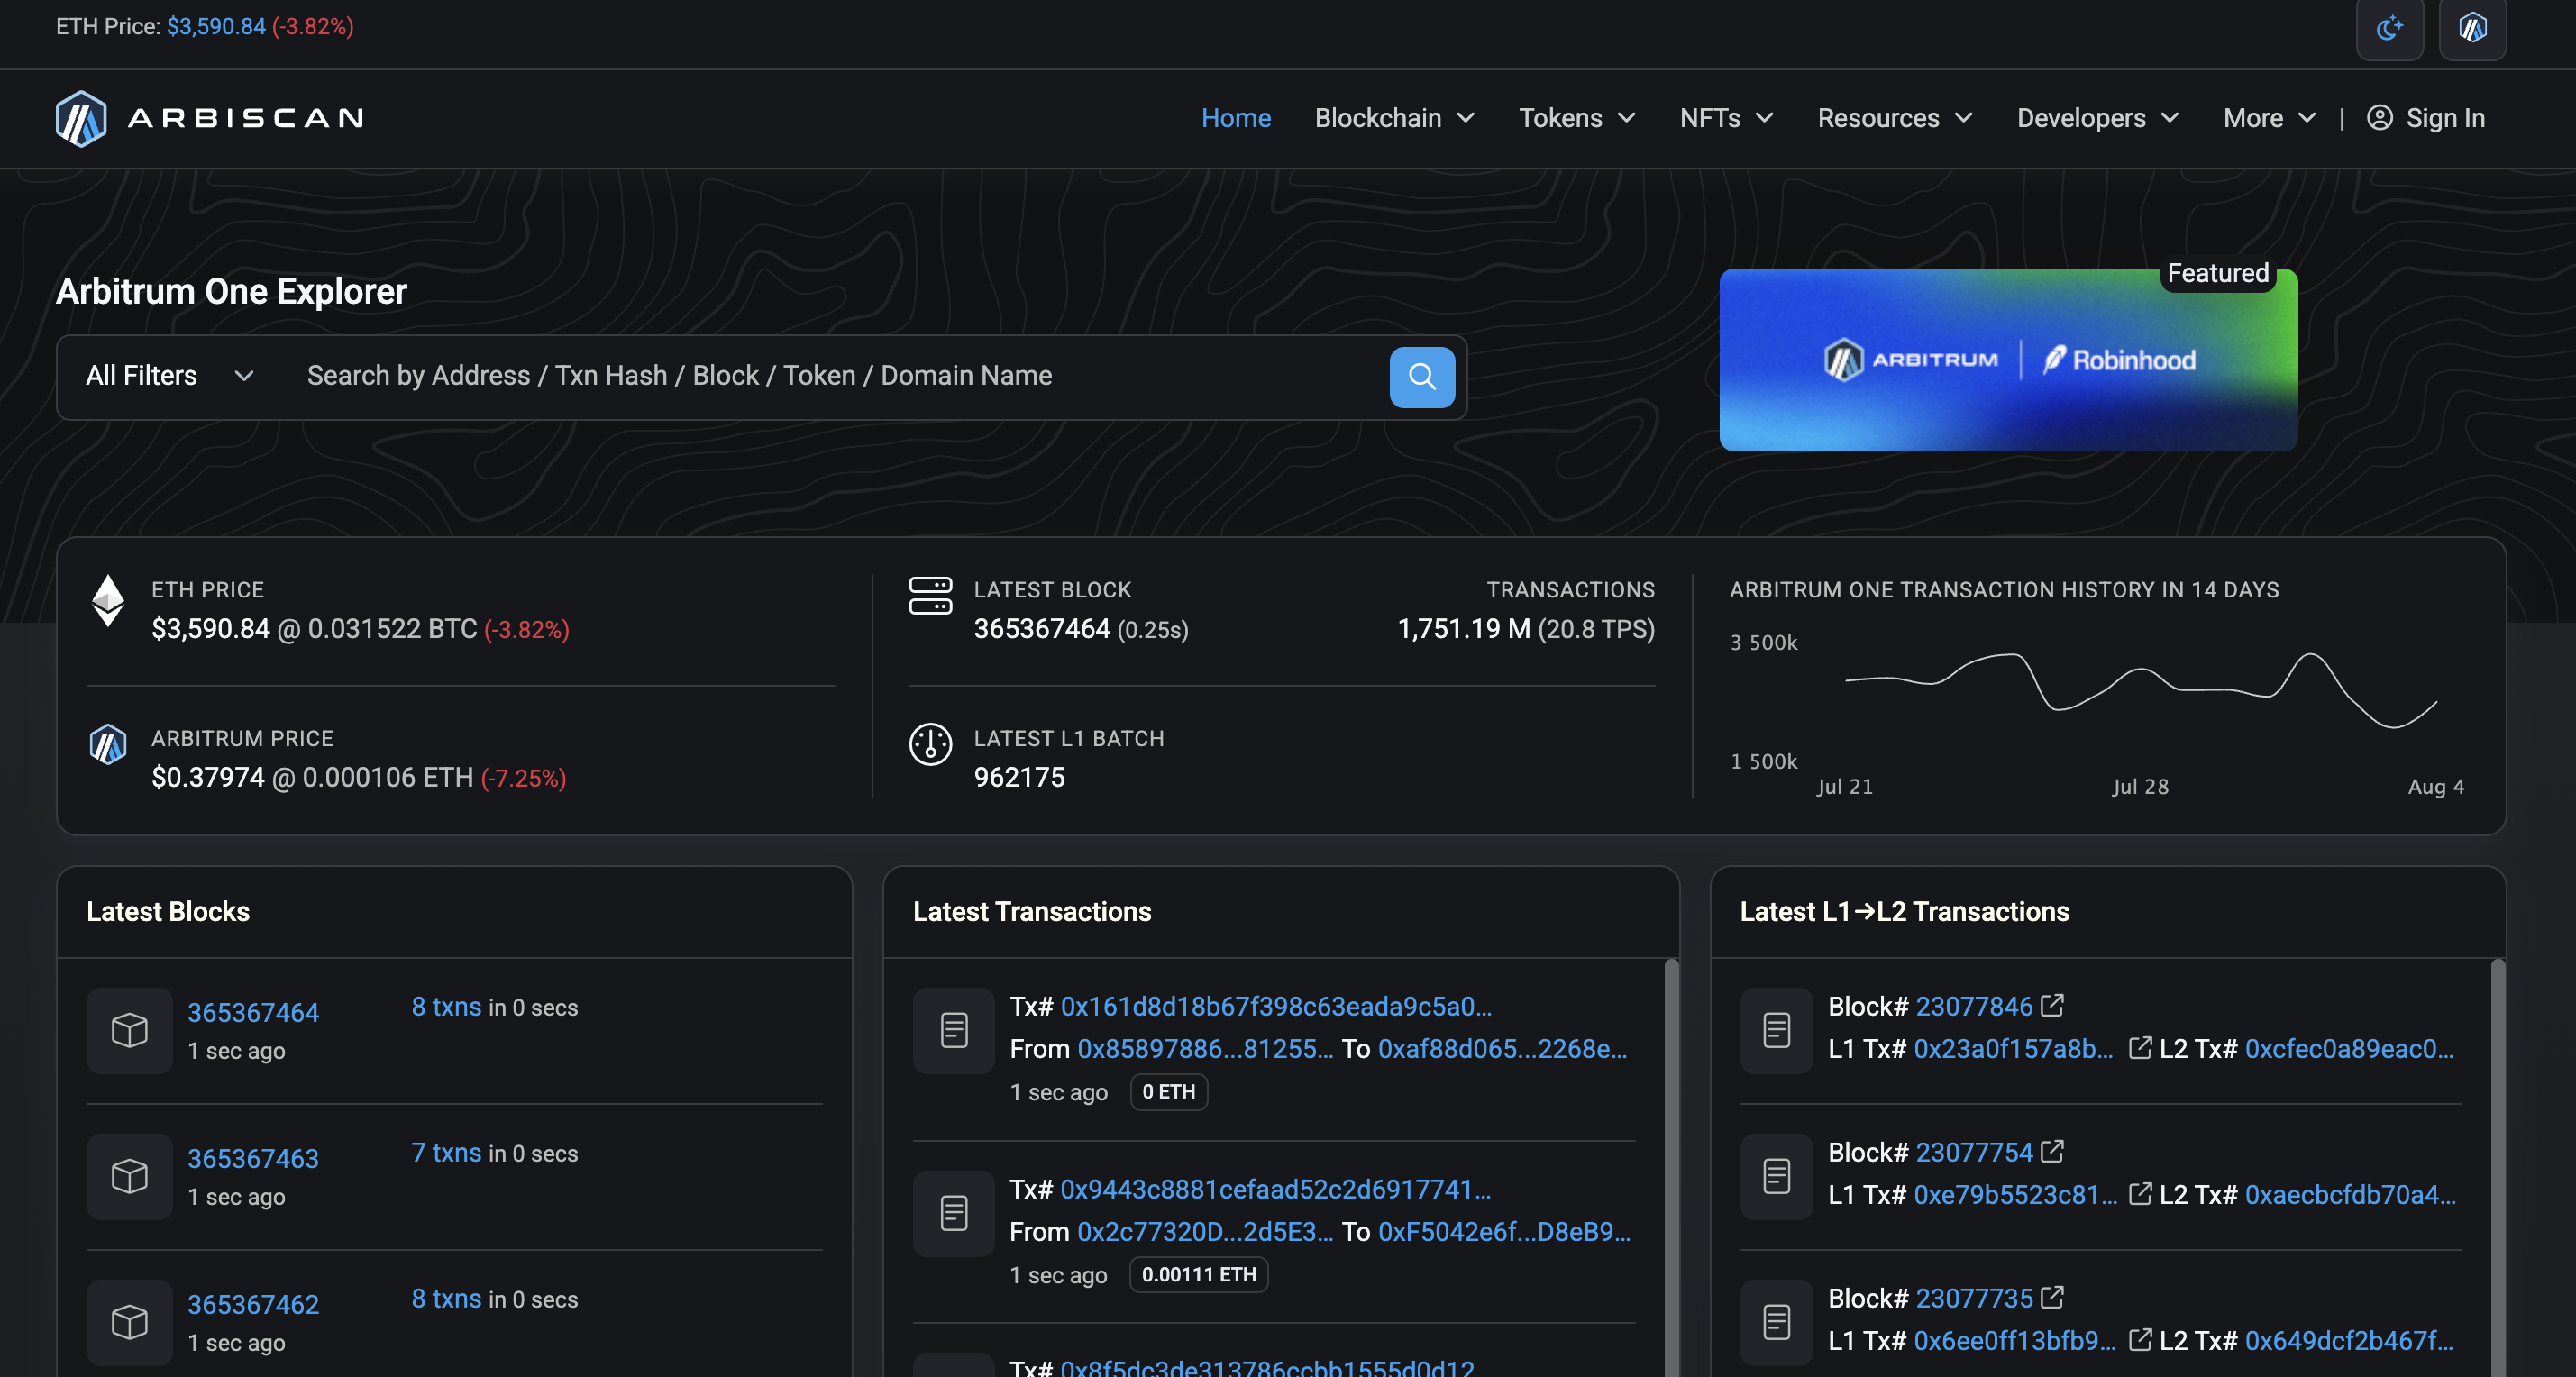 ETH Price: $3,590.84 (-3.82%)
ARBISCAN
Home Blockchain Tokens NFTs Resources Developers More | Sign In
Arbitrum One Explorer
All Filters Search by Address / Txn Hash / Block / Token / Domain Name
Featured
ARBITRUM | Robinhood
ETH PRICE
$3,590.84 @ 0.031522 BTC (-3.82%)
ARBITRUM PRICE
$0.37974 @ 0.000106 ETH (-7.25%)
LATEST BLOCK
365367464 (0.25s)
TRANSACTIONS
1,751.19 M (20.8 TPS)
LATEST L1 BATCH
962175
ARBITRUM ONE TRANSACTION HISTORY IN 14 DAYS
3 500k
1 500k
Jul 21 Jul 28 Aug 4
Latest Blocks
365367464 8 txns in 0 secs
1 sec ago
365367463 7 txns in 0 secs
1 sec ago
365367462 8 txns in 0 secs
1 sec ago
Latest Transactions
Tx# 0x161d8d18b67f398c63eada9c5a0...
From 0x85897886...81255... To 0xaf88d065...2268e...
1 sec ago 0 ETH
Tx# 0x9443c8881cefaad52c2d6917741...
From 0x2c77320D...2d5E3... To 0xF5042e6f...D8eB9...
1 sec ago 0.00111 ETH
Tx# 0x8f5dc3de313786ccbb1555d0d12
Latest L1→L2 Transactions
Block# 23077846
L1 Tx# 0x23a0f157a8b... L2 Tx# 0xcfec0a89eac0...
Block# 23077754
L1 Tx# 0xe79b5523c81... L2 Tx# 0xaecbcfdb70a4...
Block# 23077735
L1 Tx# 0x6ee0ff13bfb9... L2 Tx# 0x649dcf2b467f...